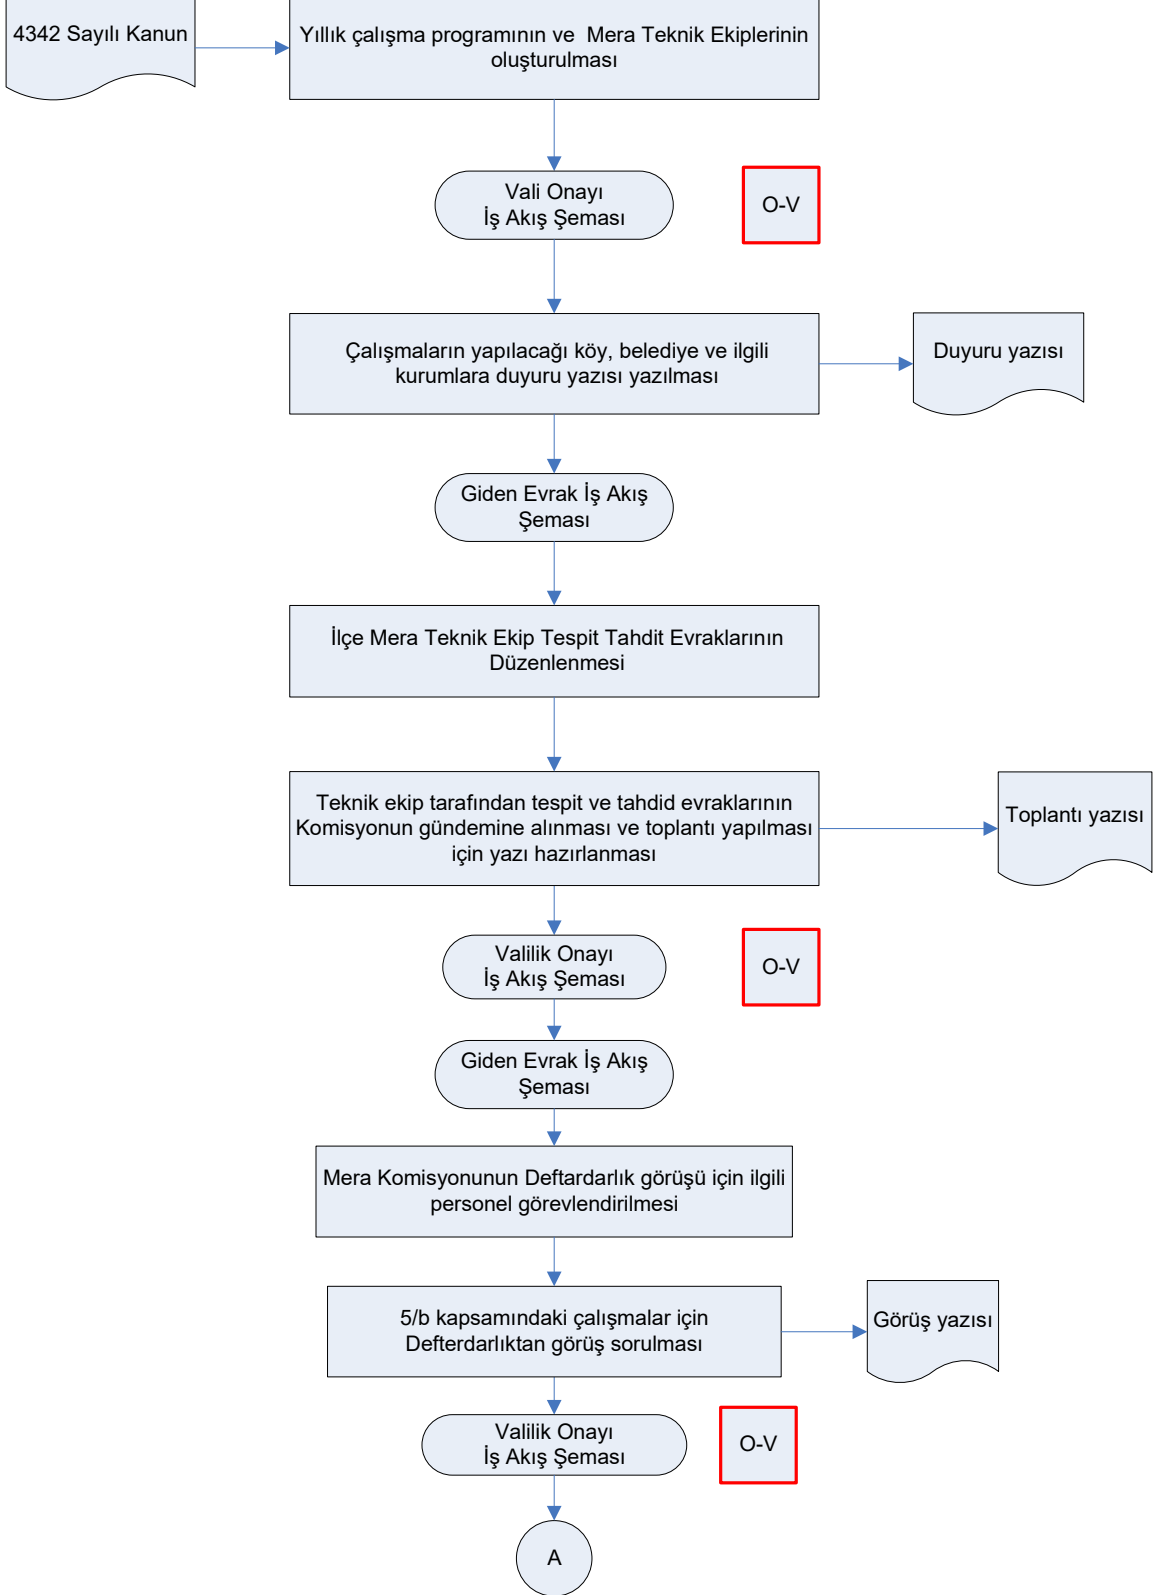 4342 Sayılı Kanun
Yıllık çalışma programının ve  Mera Teknik Ekiplerinin
oluşturulması
Vali Onayı
İş Akış Şeması
O-V
Çalışmaların yapılacağı köy, belediye ve ilgili
kurumlara duyuru yazısı yazılması
Duyuru yazısı
Giden Evrak İş Akış
Şeması
İlçe Mera Teknik Ekip Tespit Tahdit Evraklarının
Düzenlenmesi
Teknik ekip tarafından tespit ve tahdid evraklarının
Komisyonun gündemine alınması ve toplantı yapılması
için yazı hazırlanması
Toplantı yazısı
Valilik Onayı
İş Akış Şeması
O-V
Giden Evrak İş Akış
Şeması
Mera Komisyonunun Deftardarlık görüşü için ilgili
personel görevlendirilmesi
5/b kapsamındaki çalışmalar için
Defterdarlıktan görüş sorulması
Görüş yazısı
Valilik Onayı
İş Akış Şeması
O-V
A